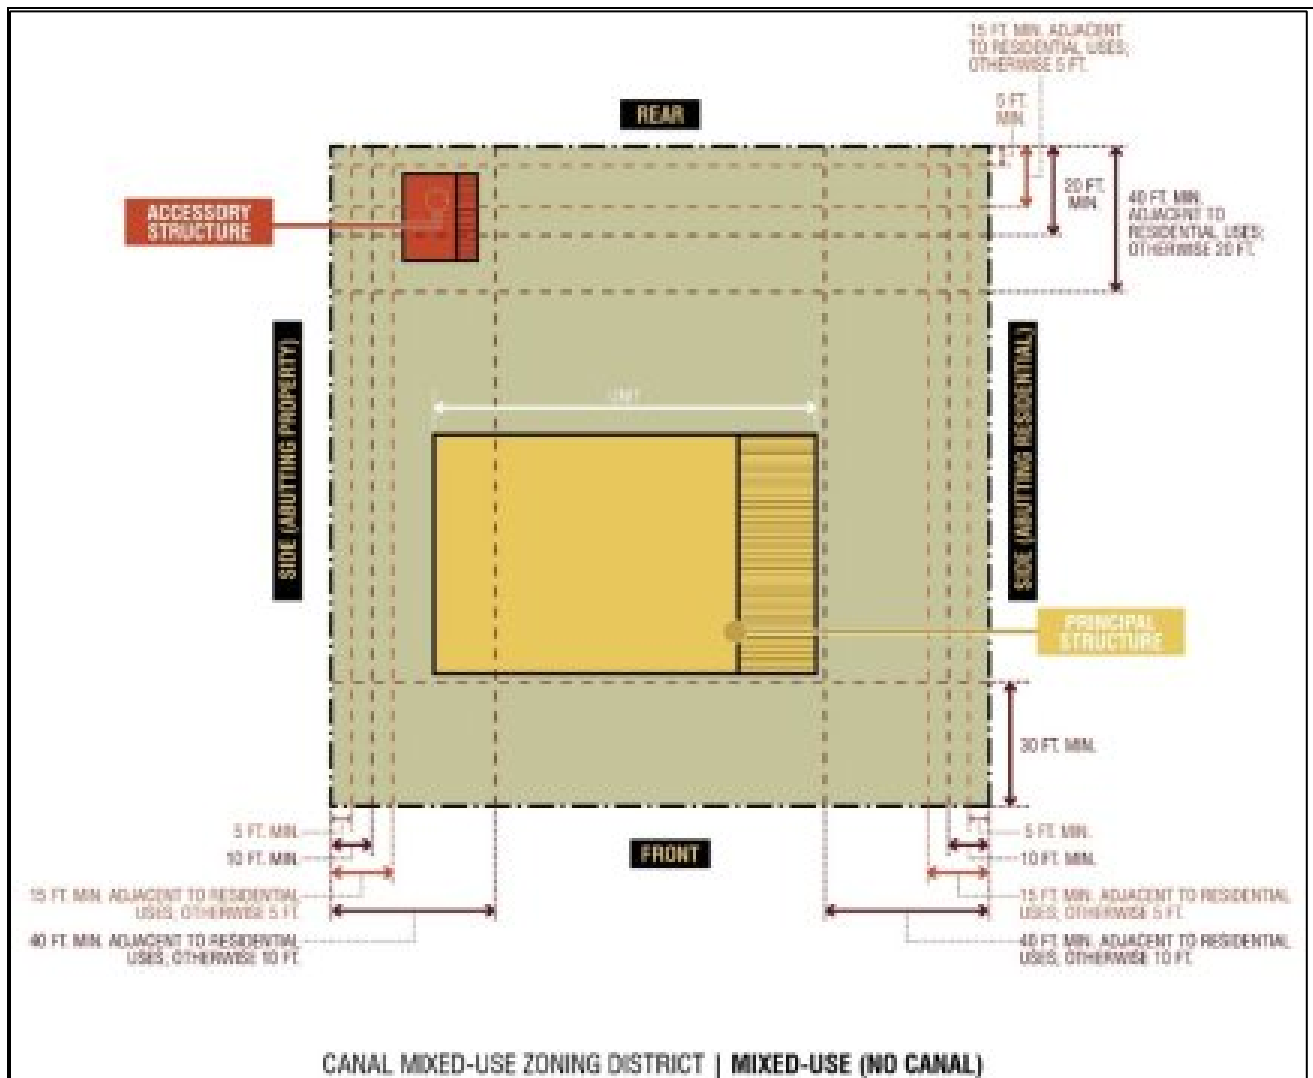 15 FT. MIN. ADJACENT
TO RESIDENTIAL USES;
OTHERWISE 5 FT.
REAR
5 FT.
MIN.
20 FT.
MIN.
40 FT. MIN.
ADJACENT TO
RESIDENTIAL USES;
OTHERWISE 20 FT.
ACCESSORY
STRUCTURE
SIDE (ABUTTING PROPERTY)
SIDE (ABUTTING RESIDENTIAL)
UNIT
PRINCIPAL
STRUCTURE
30 FT. MIN.
5 FT. MIN.
10 FT. MIN.
15 FT. MIN. ADJACENT TO RESIDENTIAL
USES; OTHERWISE 5 FT.
40 FT. MIN. ADJACENT TO RESIDENTIAL
USES; OTHERWISE 10 FT.
FRONT
5 FT. MIN.
10 FT. MIN.
15 FT. MIN. ADJACENT TO RESIDENTIAL
USES; OTHERWISE 5 FT.
40 FT. MIN. ADJACENT TO RESIDENTIAL
USES; OTHERWISE 10 FT.
CANAL MIXED-USE ZONING DISTRICT | MIXED-USE (NO CANAL)